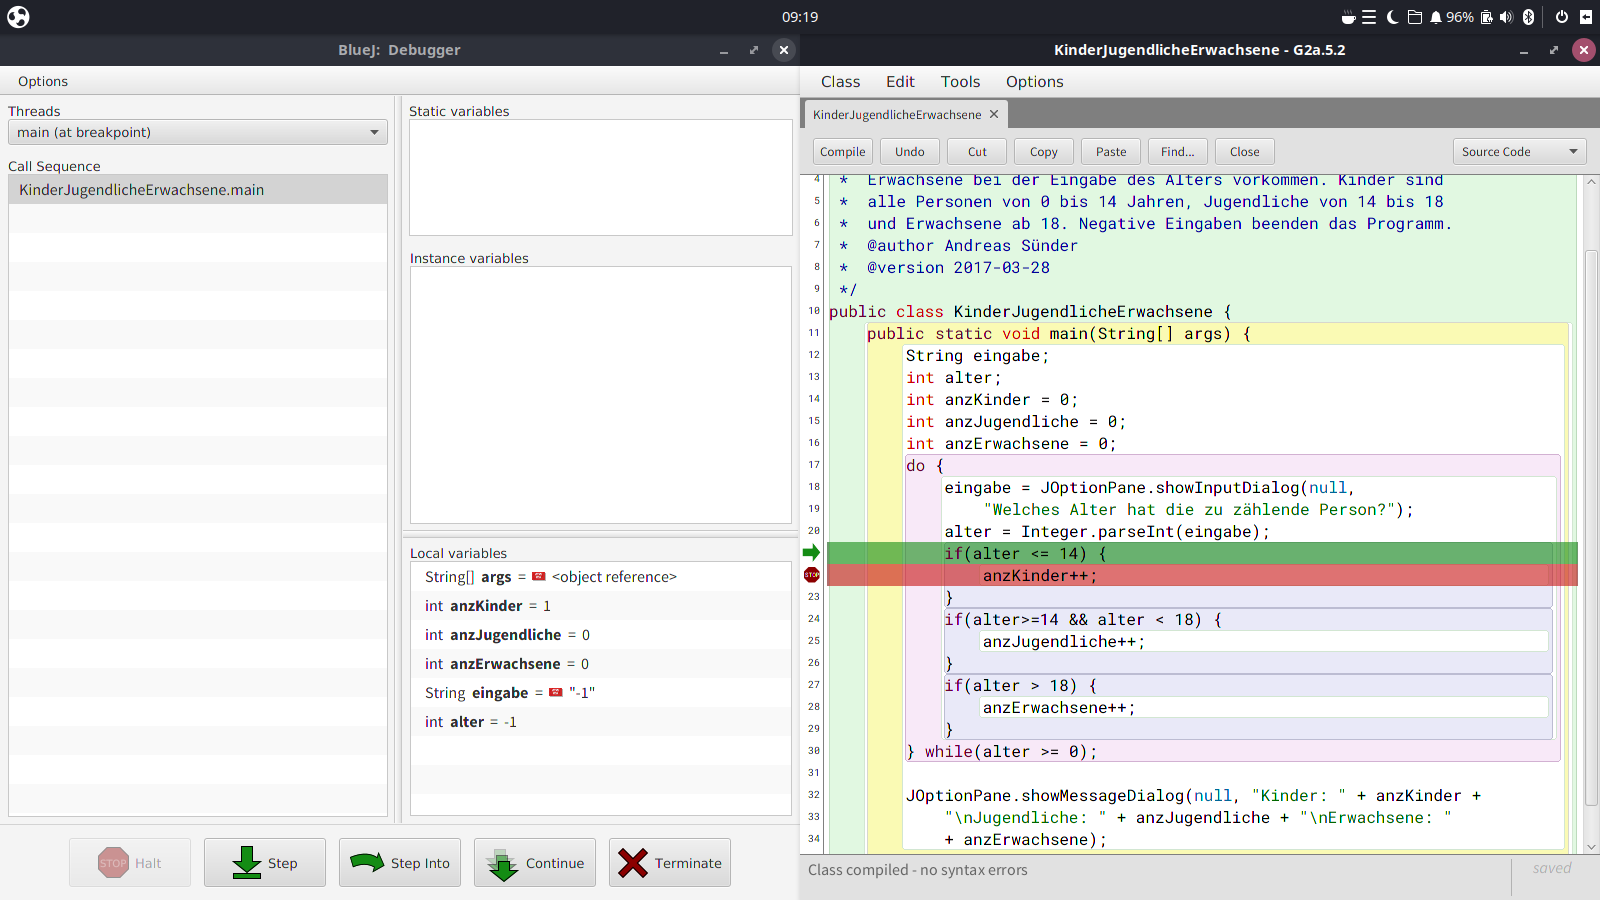 09:19
96%
BlueJ: Debugger
Options
Threads
main (at breakpoint)
Call Sequence
KinderJugendlicheErwachsene.main
Static variables
Instance variables
Local variables
String[] args = <object reference>
int anzKinder = 1
int anzJugendliche = 0
int anzErwachsene = 0
String eingabe = "-1"
int alter = -1
STOP Halt
Step
Step Into
Continue
Terminate
KinderJugendlicheErwachsene - G2a.5.2
Class Edit Tools Options
KinderJugendlicheErwachsene
Compile Undo Cut Copy Paste Find... Close Source Code
4 * Erwachsene bei der Eingabe des Alters vorkommen. Kinder sind
5 * alle Personen von 0 bis 14 Jahren, Jugendliche von 14 bis 18
6 * und Erwachsene ab 18. Negative Eingaben beenden das Programm.
7 * @author Andreas Sünder
8 * @version 2017-03-28
9 */
10 public class KinderJugendlicheErwachsene {
11 public static void main(String[] args) {
12 String eingabe;
13 int alter;
14 int anzKinder = 0;
15 int anzJugendliche = 0;
16 int anzErwachsene = 0;
17 do {
18 eingabe = JOptionPane.showInputDialog(null,
19 "Welches Alter hat die zu zählende Person?");
20 alter = Integer.parseInt(eingabe);
if(alter <= 14) {
STOP anzKinder++;
23 }
24 if(alter>=14 && alter < 18) {
25 anzJugendliche++;
26 }
27 if(alter > 18) {
28 anzErwachsene++;
29 }
30 } while(alter >= 0);
31
32 JOptionPane.showMessageDialog(null, "Kinder: " + anzKinder +
33 "\nJugendliche: " + anzJugendliche + "\nErwachsene: "
34 + anzErwachsene);
Class compiled - no syntax errors
saved